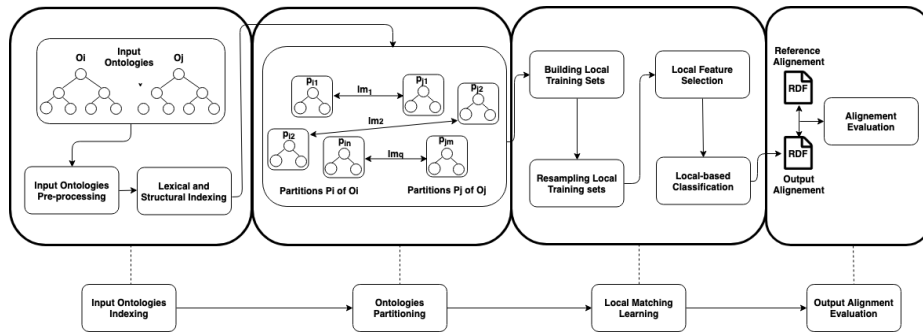 Oi
Input
Ontologies
Oj
Input Ontologies
Pre-processing
Lexical and
Structural Indexing
pi1
lm1
pj1
pj2
lm2
pi2
pin
lmq
pjm
Partitions Pi of Oi
Partitions Pj of Oj
Building Local
Training Sets
Resampling Local
Training sets
Local Feature
Selection
Local-based
Classification
Reference
Alignement
RDF
RDF
Output
Alignement
Alignement
Evaluation
Input Ontologies
Indexing
Ontologies
Partitioning
Local Matching
Learning
Output Alignment
Evaluation